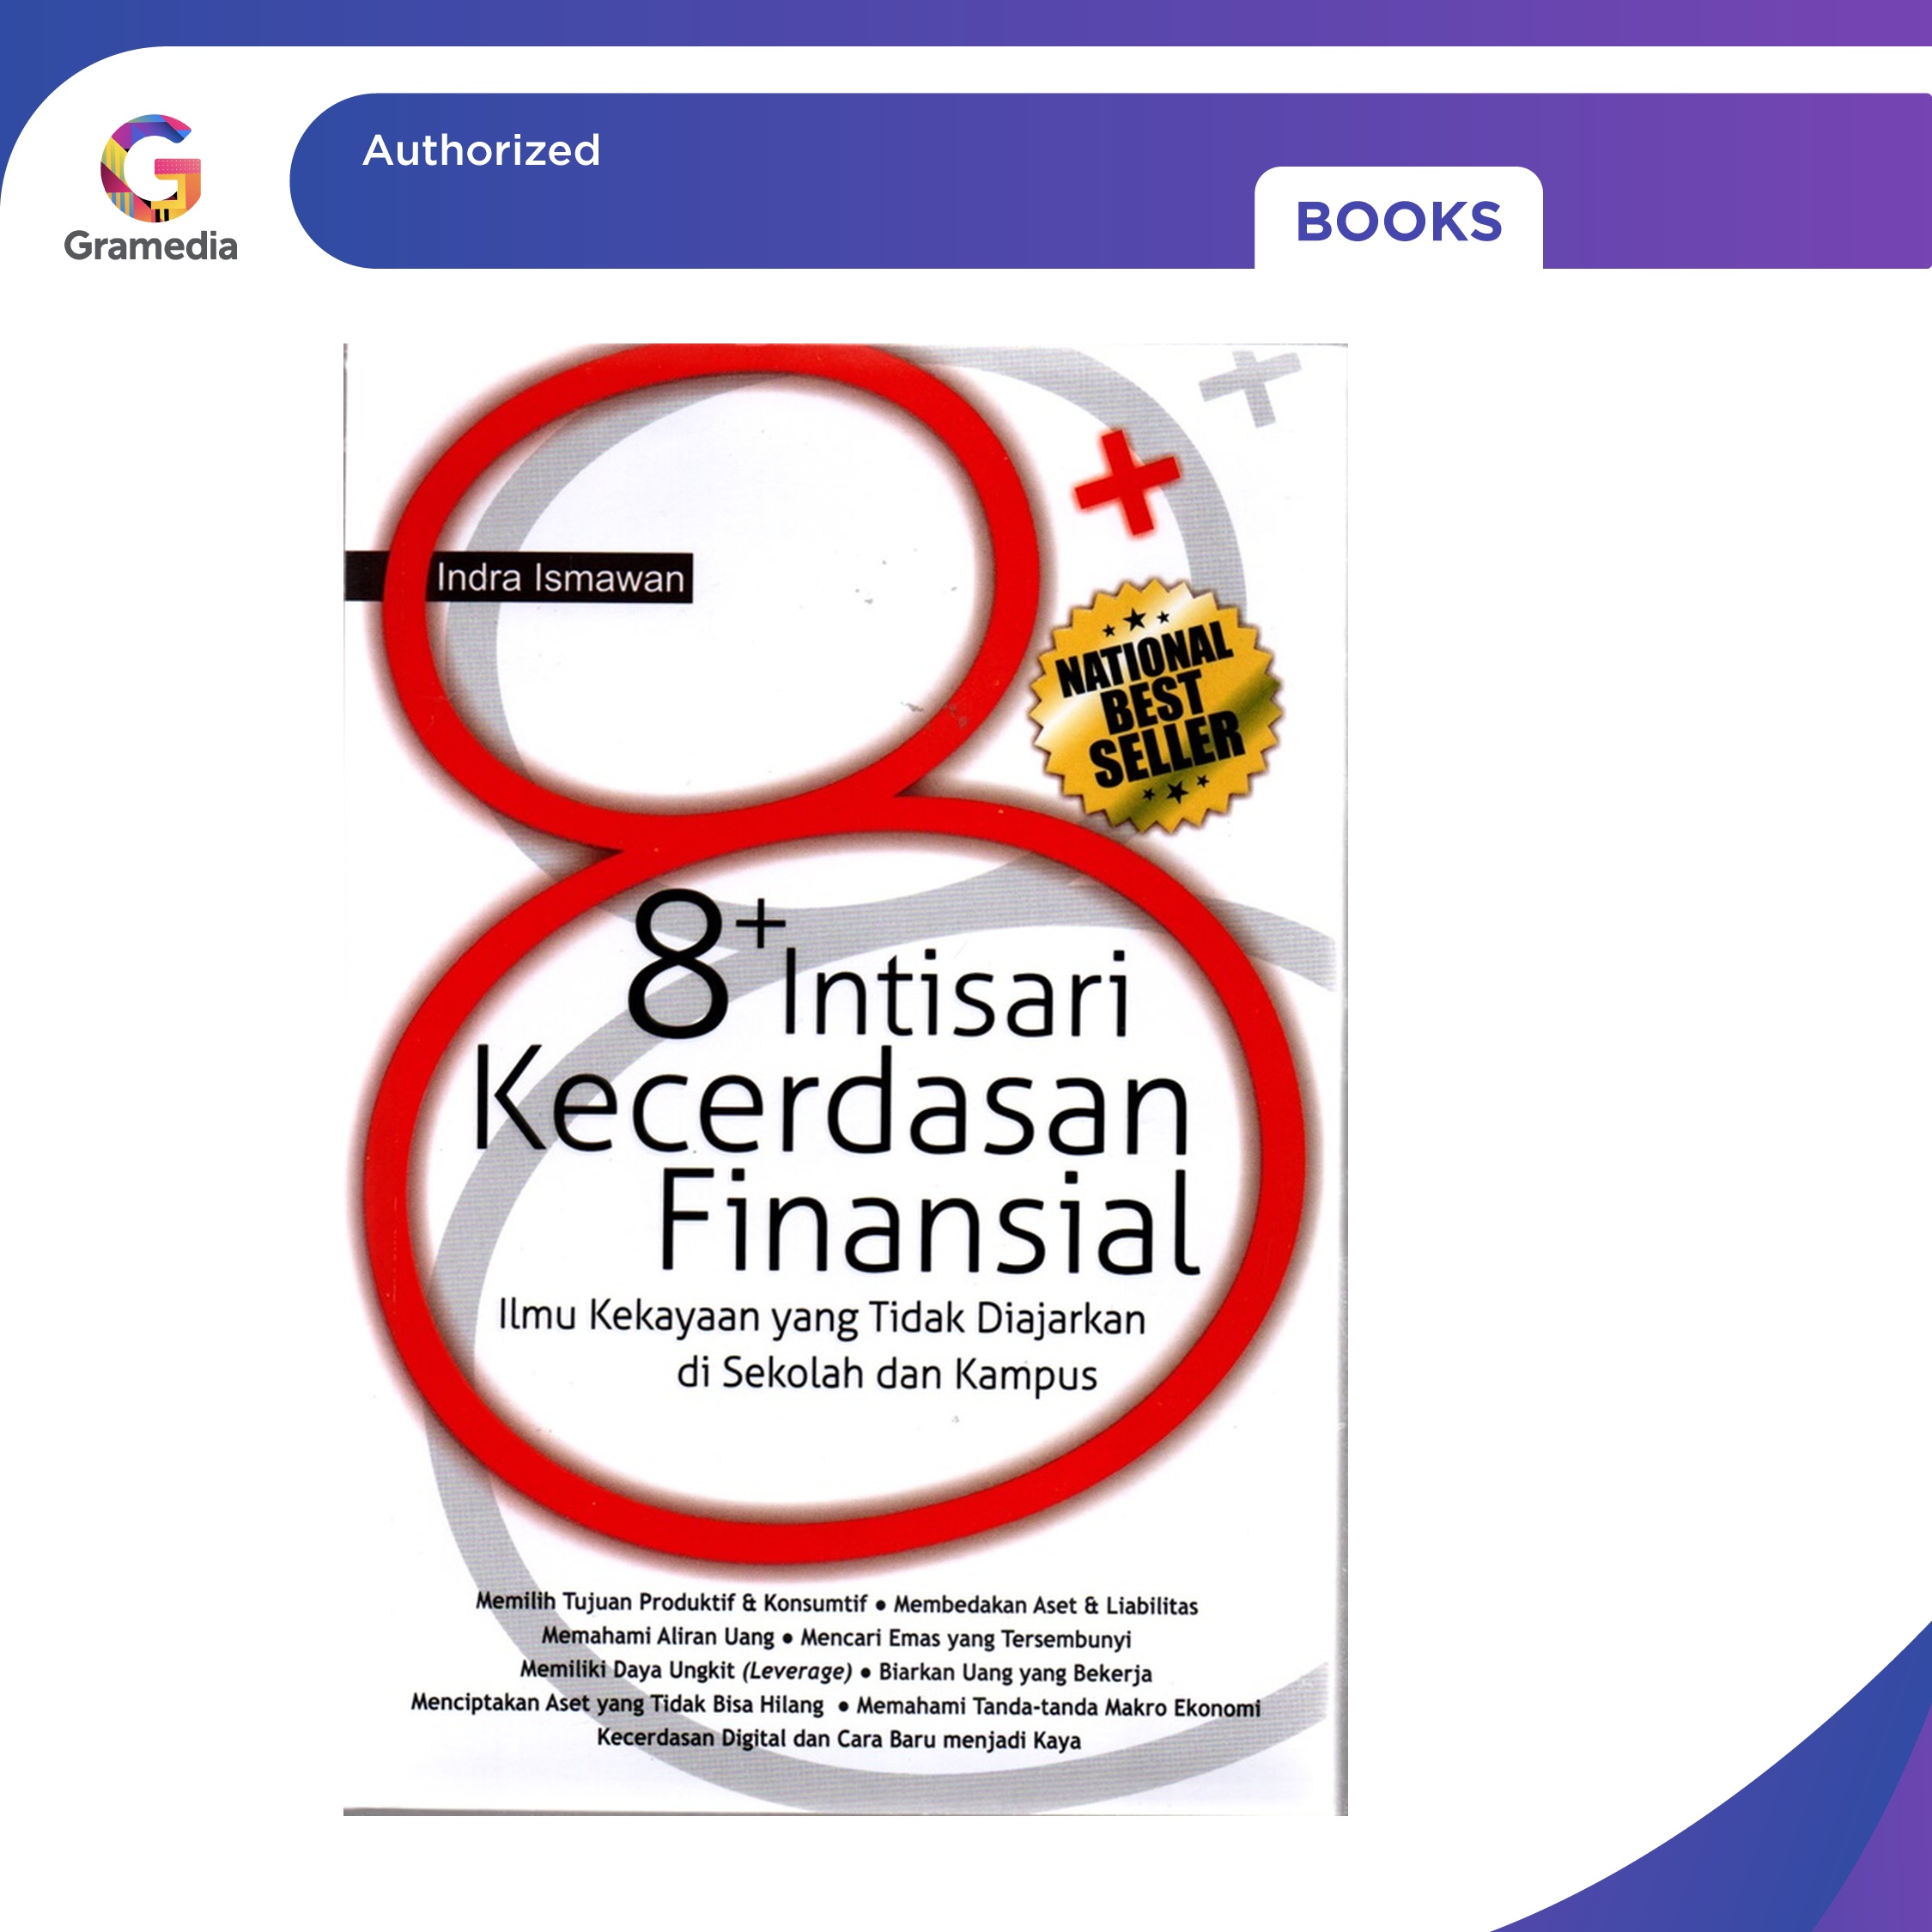 Authorized
Gramedia
BOOKS
Indra Ismawan
NATIONAL
BEST
SELLER
8+ Intisari
Kecerdasan
Finansial
Ilmu Kekayaan yang Tidak Diajarkan
di Sekolah dan Kampus
Memilih Tujuan Produktif & Konsumtif • Membedakan Aset & Liabilitas
Memahami Aliran Uang • Mencari Emas yang Tersembunyi
Memiliki Daya Ungkit (Leverage) • Biarkan Uang yang Bekerja
Menciptakan Aset yang Tidak Bisa Hilang • Memahami Tanda-tanda Makro Ekonomi
Kecerdasan Digital dan Cara Baru menjadi Kaya